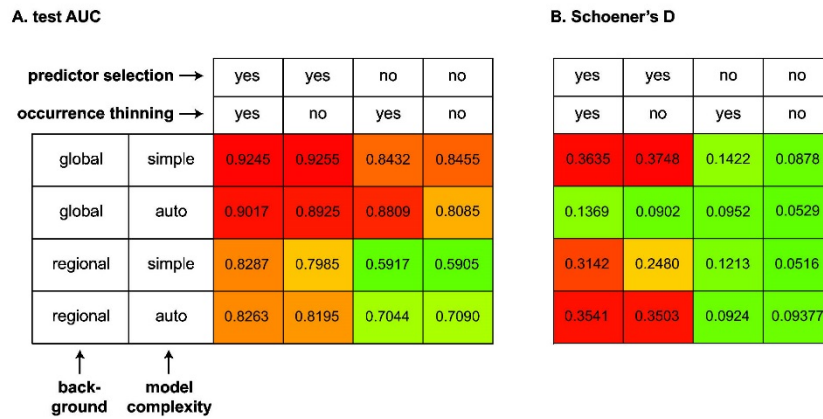 A. test AUC B. Schoener's D
predictor selection → yes yes no no yes yes no no
occurrence thinning → yes no yes no yes no yes no
global simple 0.9245 0.9255 0.8432 0.8455 0.3635 0.3748 0.1422 0.0878
global auto 0.9017 0.8925 0.8809 0.8085 0.1369 0.0902 0.0952 0.0529
regional simple 0.8287 0.7985 0.5917 0.5905 0.3142 0.2480 0.1213 0.0516
regional auto 0.8263 0.8195 0.7044 0.7090 0.3541 0.3503 0.0924 0.09377
back- model
ground complexity